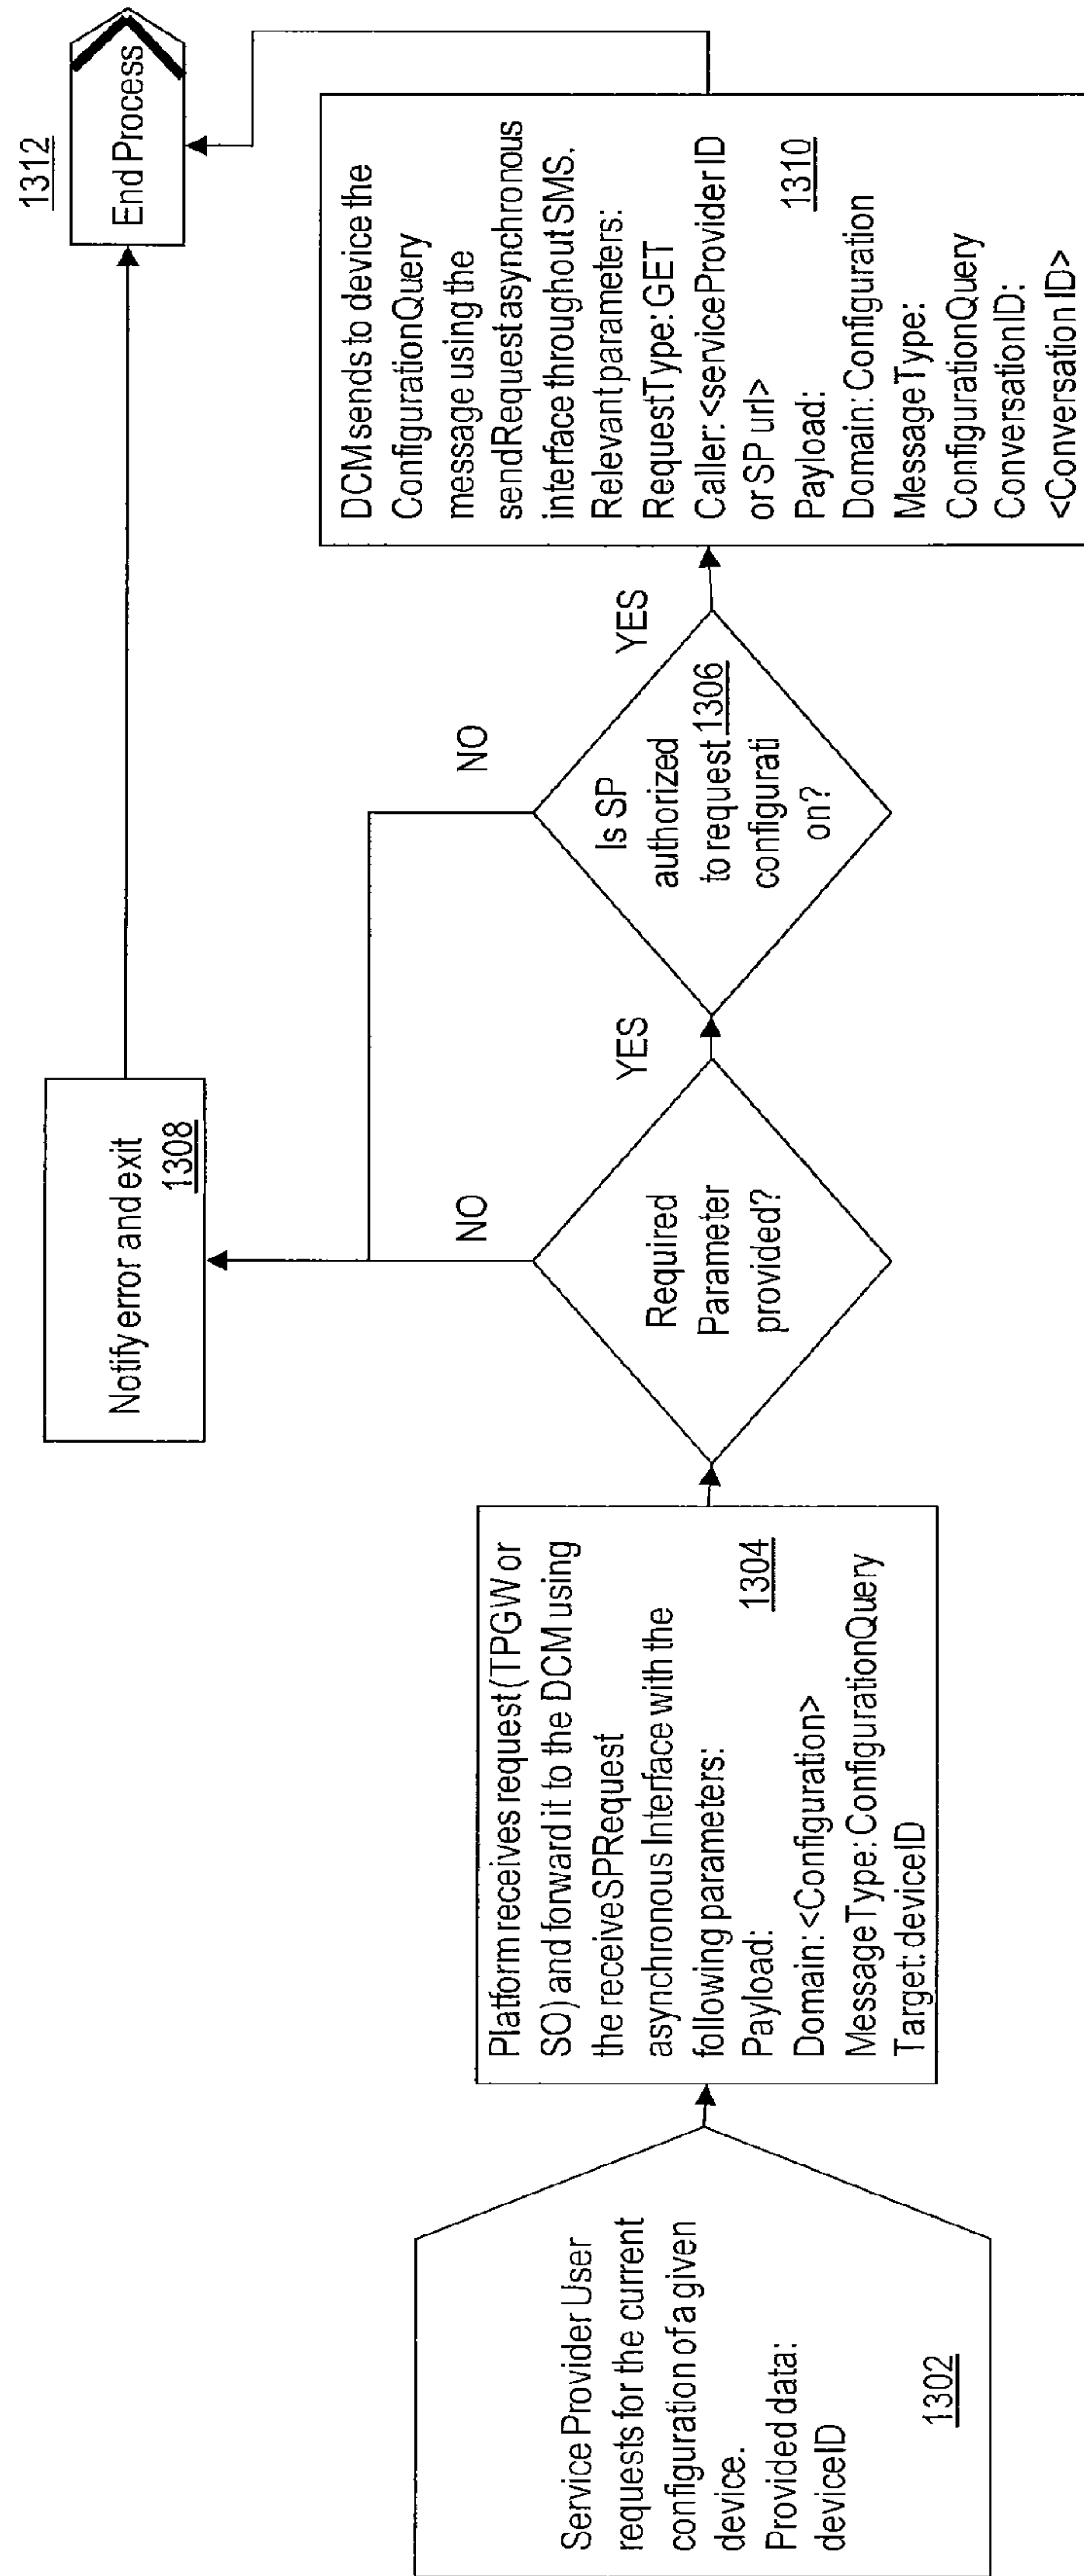 Service Provider User
requests for the current
configuration of a given
device.
Provided data:
deviceID
1302
Platform receives request (TPGW or
SO) and forward it to the DCM using
the receiveSPRequest
asynchronous Interface with the
following parameters:
Payload:
1304
Domain: <Configuration>
MessageType: ConfigurationQuery
Target: deviceID
Required
Parameter
provided?
NO
YES
Notify error and exit
1308
Is SP
authorized
to request 1306
configurati
on?
NO
YES
DCM sends to device the
ConfigurationQuery
message using the
sendRequest asynchronous
interface throughout SMS,
Relevant parameters:
RequestType: GET
Caller: <serviceProvider ID
or SP url>
1310
Payload:
Domain: Configuration
MessageType:
ConfigurationQuery
ConversationID:
<Conversation ID>
1312
End Process